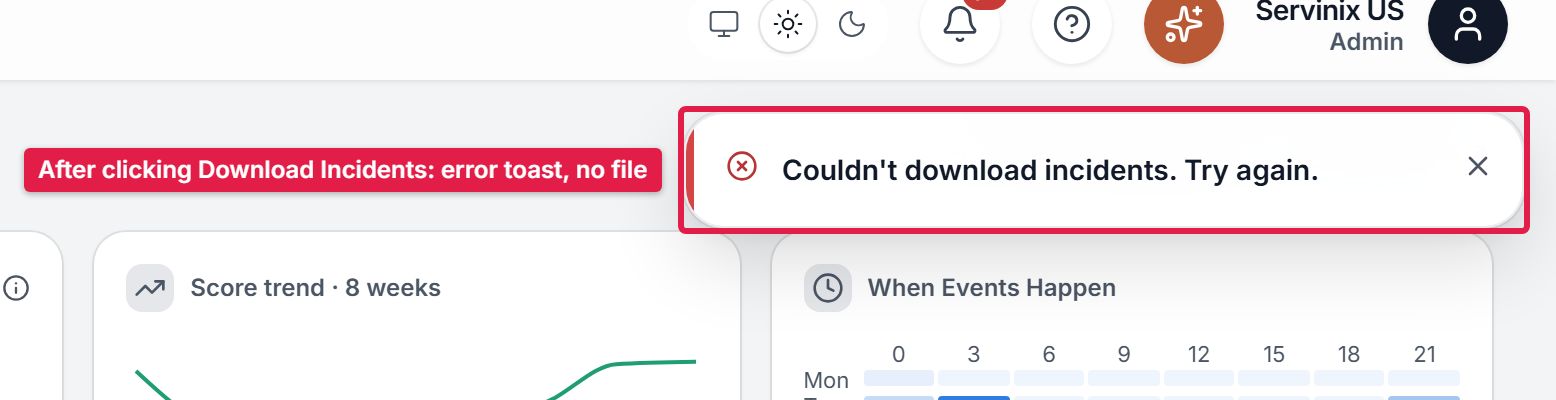 Servinix US
Admin
After clicking Download Incidents: error toast, no file
Couldn't download incidents. Try again.
Score trend · 8 weeks
When Events Happen
0 3 6 9 12 15 18 21
Mon